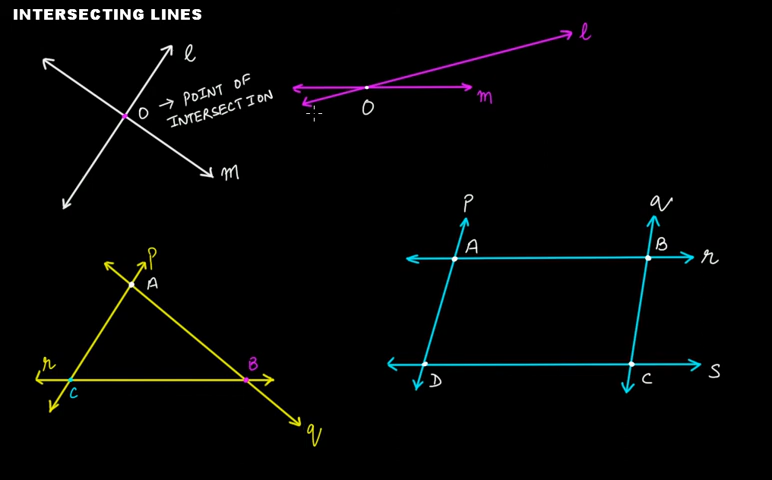 INTERSECTING LINES
l
O → POINT OF
INTERSECTION
m
l
m
O
P
A
r
B
C
q
P
q
A
B
r
D
C
S